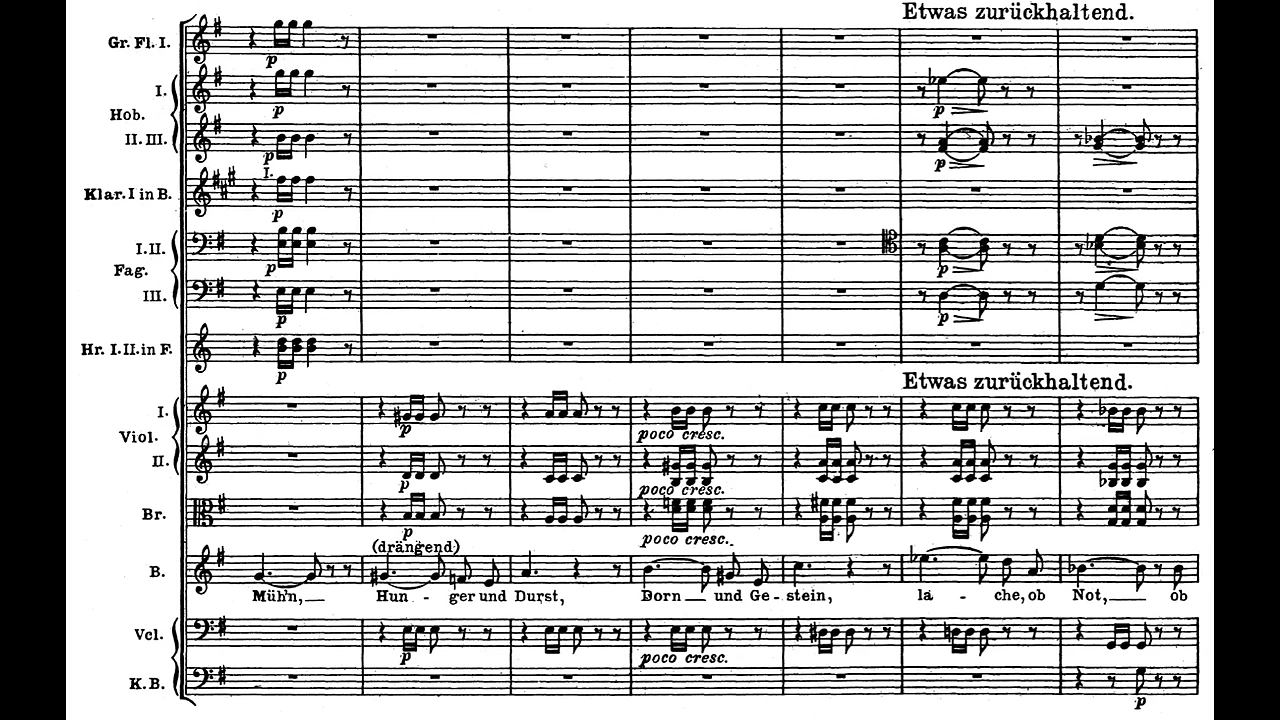 Etwas zurückhaltend.
Gr. Fl. I.
p
I.
Hob.
p
p >
II. III.
p
p >
I.
Klar. I in B.
p
I. II.
Fag.
p
p
III.
p
p
Hr. I. II. in F.
p
Etwas zurückhaltend.
I.
Viol.
p
poco cresc.
II.
p
poco cresc.
Br.
p
poco cresc.
(drängend)
B.
Müh'n, Hun - ger und Durst, Dorn und Ge - stein, la - che, ob Not, ob
Vcl.
p
poco cresc.
K. B.
p